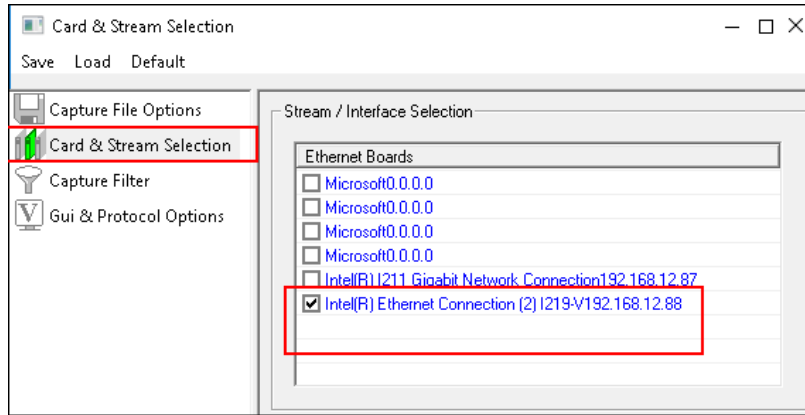 Card & Stream Selection
Save Load Default
Capture File Options
Card & Stream Selection
Capture Filter
Gui & Protocol Options
Stream / Interface Selection
Ethernet Boards
Microsoft0.0.0.0
Microsoft0.0.0.0
Microsoft0.0.0.0
Microsoft0.0.0.0
Intel(R) I211 Gigabit Network Connection192.168.12.87
Intel(R) Ethernet Connection (2) I219-V192.168.12.88